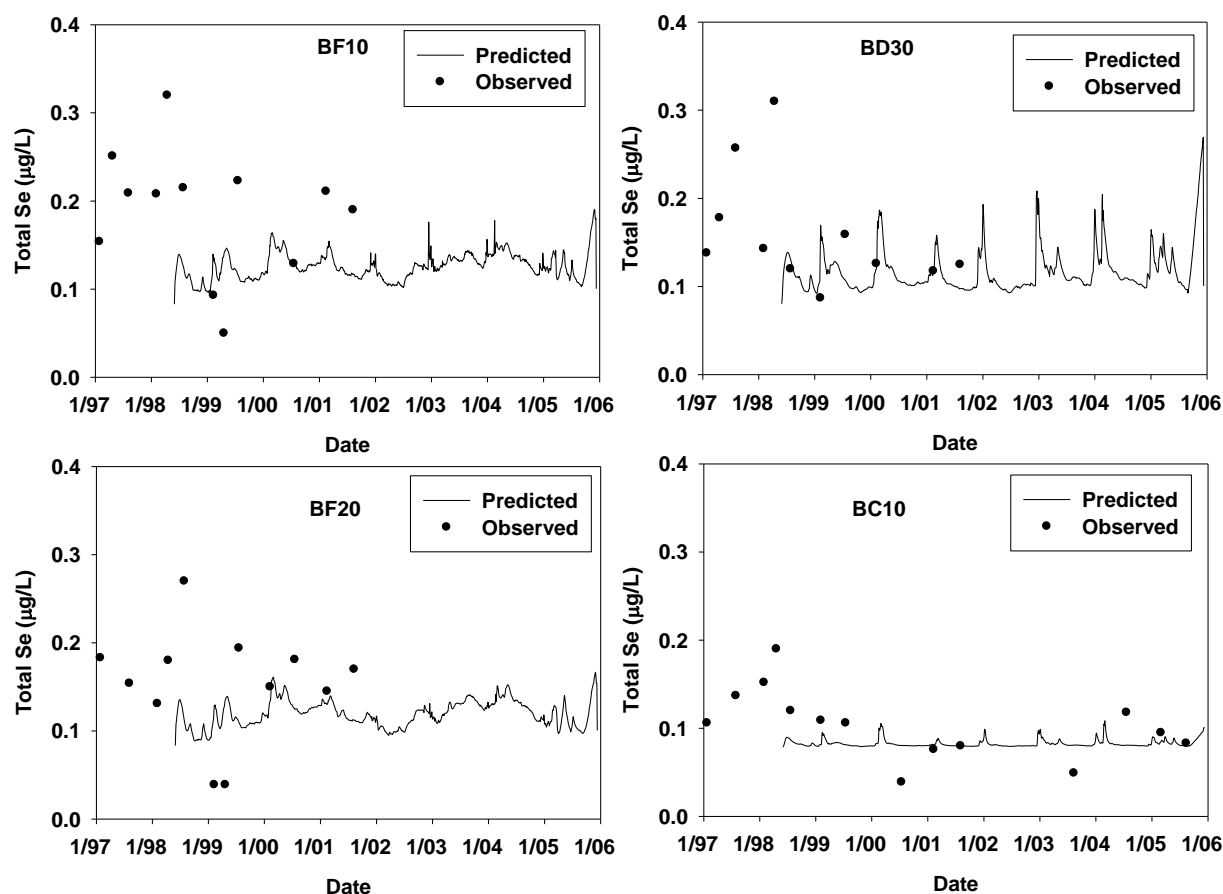 BF10
Predicted
Observed
Total Se (μg/L)
0.4
0.3
0.2
0.1
0.0
1/97 1/98 1/99 1/00 1/01 1/02 1/03 1/04 1/05 1/06
Date
BD30
Predicted
Observed
Total Se (μg/L)
0.4
0.3
0.2
0.1
0.0
1/97 1/98 1/99 1/00 1/01 1/02 1/03 1/04 1/05 1/06
Date
BF20
Predicted
Observed
Total Se (μg/L)
0.4
0.3
0.2
0.1
0.0
1/97 1/98 1/99 1/00 1/01 1/02 1/03 1/04 1/05 1/06
Date
BC10
Predicted
Observed
Total Se (μg/L)
0.4
0.3
0.2
0.1
0.0
1/97 1/98 1/99 1/00 1/01 1/02 1/03 1/04 1/05 1/06
Date